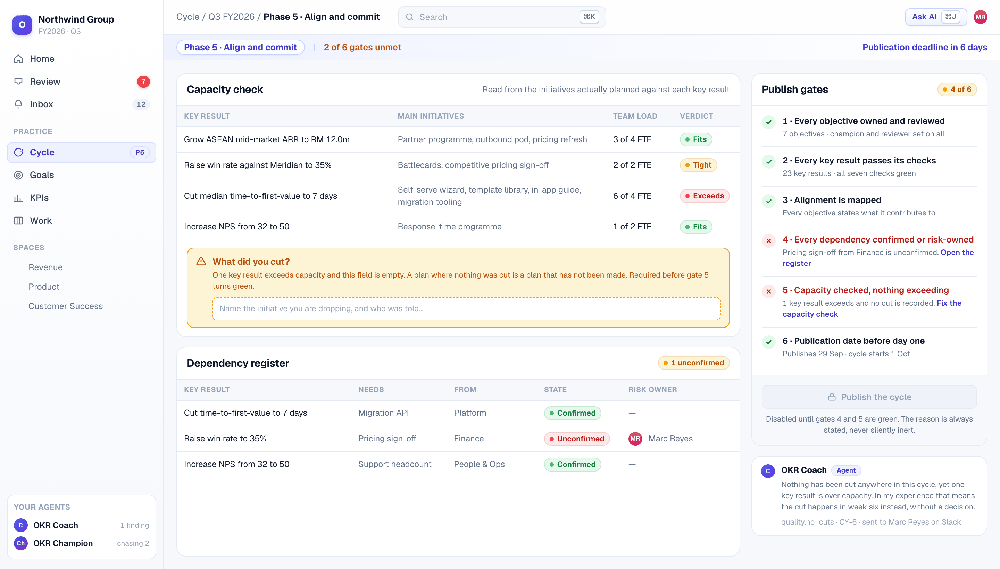 O
Northwind Group
FY2026 · Q3
Home
Review
7
Inbox
12
PRACTICE
Cycle
P5
Goals
KPIs
Work
SPACES
Revenue
Product
Customer Success
YOUR AGENTS
C
OKR Coach
1 finding
Ch
OKR Champion
chasing 2
Cycle / Q3 FY2026 / Phase 5 · Align and commit
Search
⌘K
Ask AI
⌘J
MR
Phase 5 · Align and commit
2 of 6 gates unmet
Publication deadline in 6 days
Capacity check
Read from the initiatives actually planned against each key result
KEY RESULT MAIN INITIATIVES TEAM LOAD VERDICT
Grow ASEAN mid-market ARR to RM 12.0m Partner programme, outbound pod, pricing refresh 3 of 4 FTE Fits
Raise win rate against Meridian to 35% Battlecards, competitive pricing sign-off 2 of 2 FTE Tight
Cut median time-to-first-value to 7 days Self-serve wizard, template library, in-app guide, 6 of 4 FTE Exceeds
migration tooling
Increase NPS from 32 to 50 Response-time programme 1 of 2 FTE Fits
What did you cut?
One key result exceeds capacity and this field is empty. A plan where nothing was cut is a plan that has not been made. Required before gate 5
turns green.
Name the initiative you are dropping, and who was told…
Dependency register
1 unconfirmed
KEY RESULT NEEDS FROM STATE RISK OWNER
Cut time-to-first-value to 7 days Migration API Platform Confirmed —
Raise win rate to 35% Pricing sign-off Finance Unconfirmed MR Marc Reyes
Increase NPS from 32 to 50 Support headcount People & Ops Confirmed —
Publish gates
4 of 6
1 · Every objective owned and reviewed
7 objectives · champion and reviewer set on all
2 · Every key result passes its checks
23 key results · all seven checks green
3 · Alignment is mapped
Every objective states what it contributes to
4 · Every dependency confirmed or risk-owned
Pricing sign-off from Finance is unconfirmed. Open the
register
5 · Capacity checked, nothing exceeding
1 key result exceeds and no cut is recorded. Fix the
capacity check
6 · Publication date before day one
Publishes 29 Sep · cycle starts 1 Oct
Publish the cycle
Disabled until gates 4 and 5 are green. The reason is always
stated, never silently inert.
C
OKR Coach
Agent
Nothing has been cut anywhere in this cycle, yet one
key result is over capacity. In my experience that means
the cut happens in week six instead, without a decision.
quality.no_cuts · CY-6 · sent to Marc Reyes on Slack